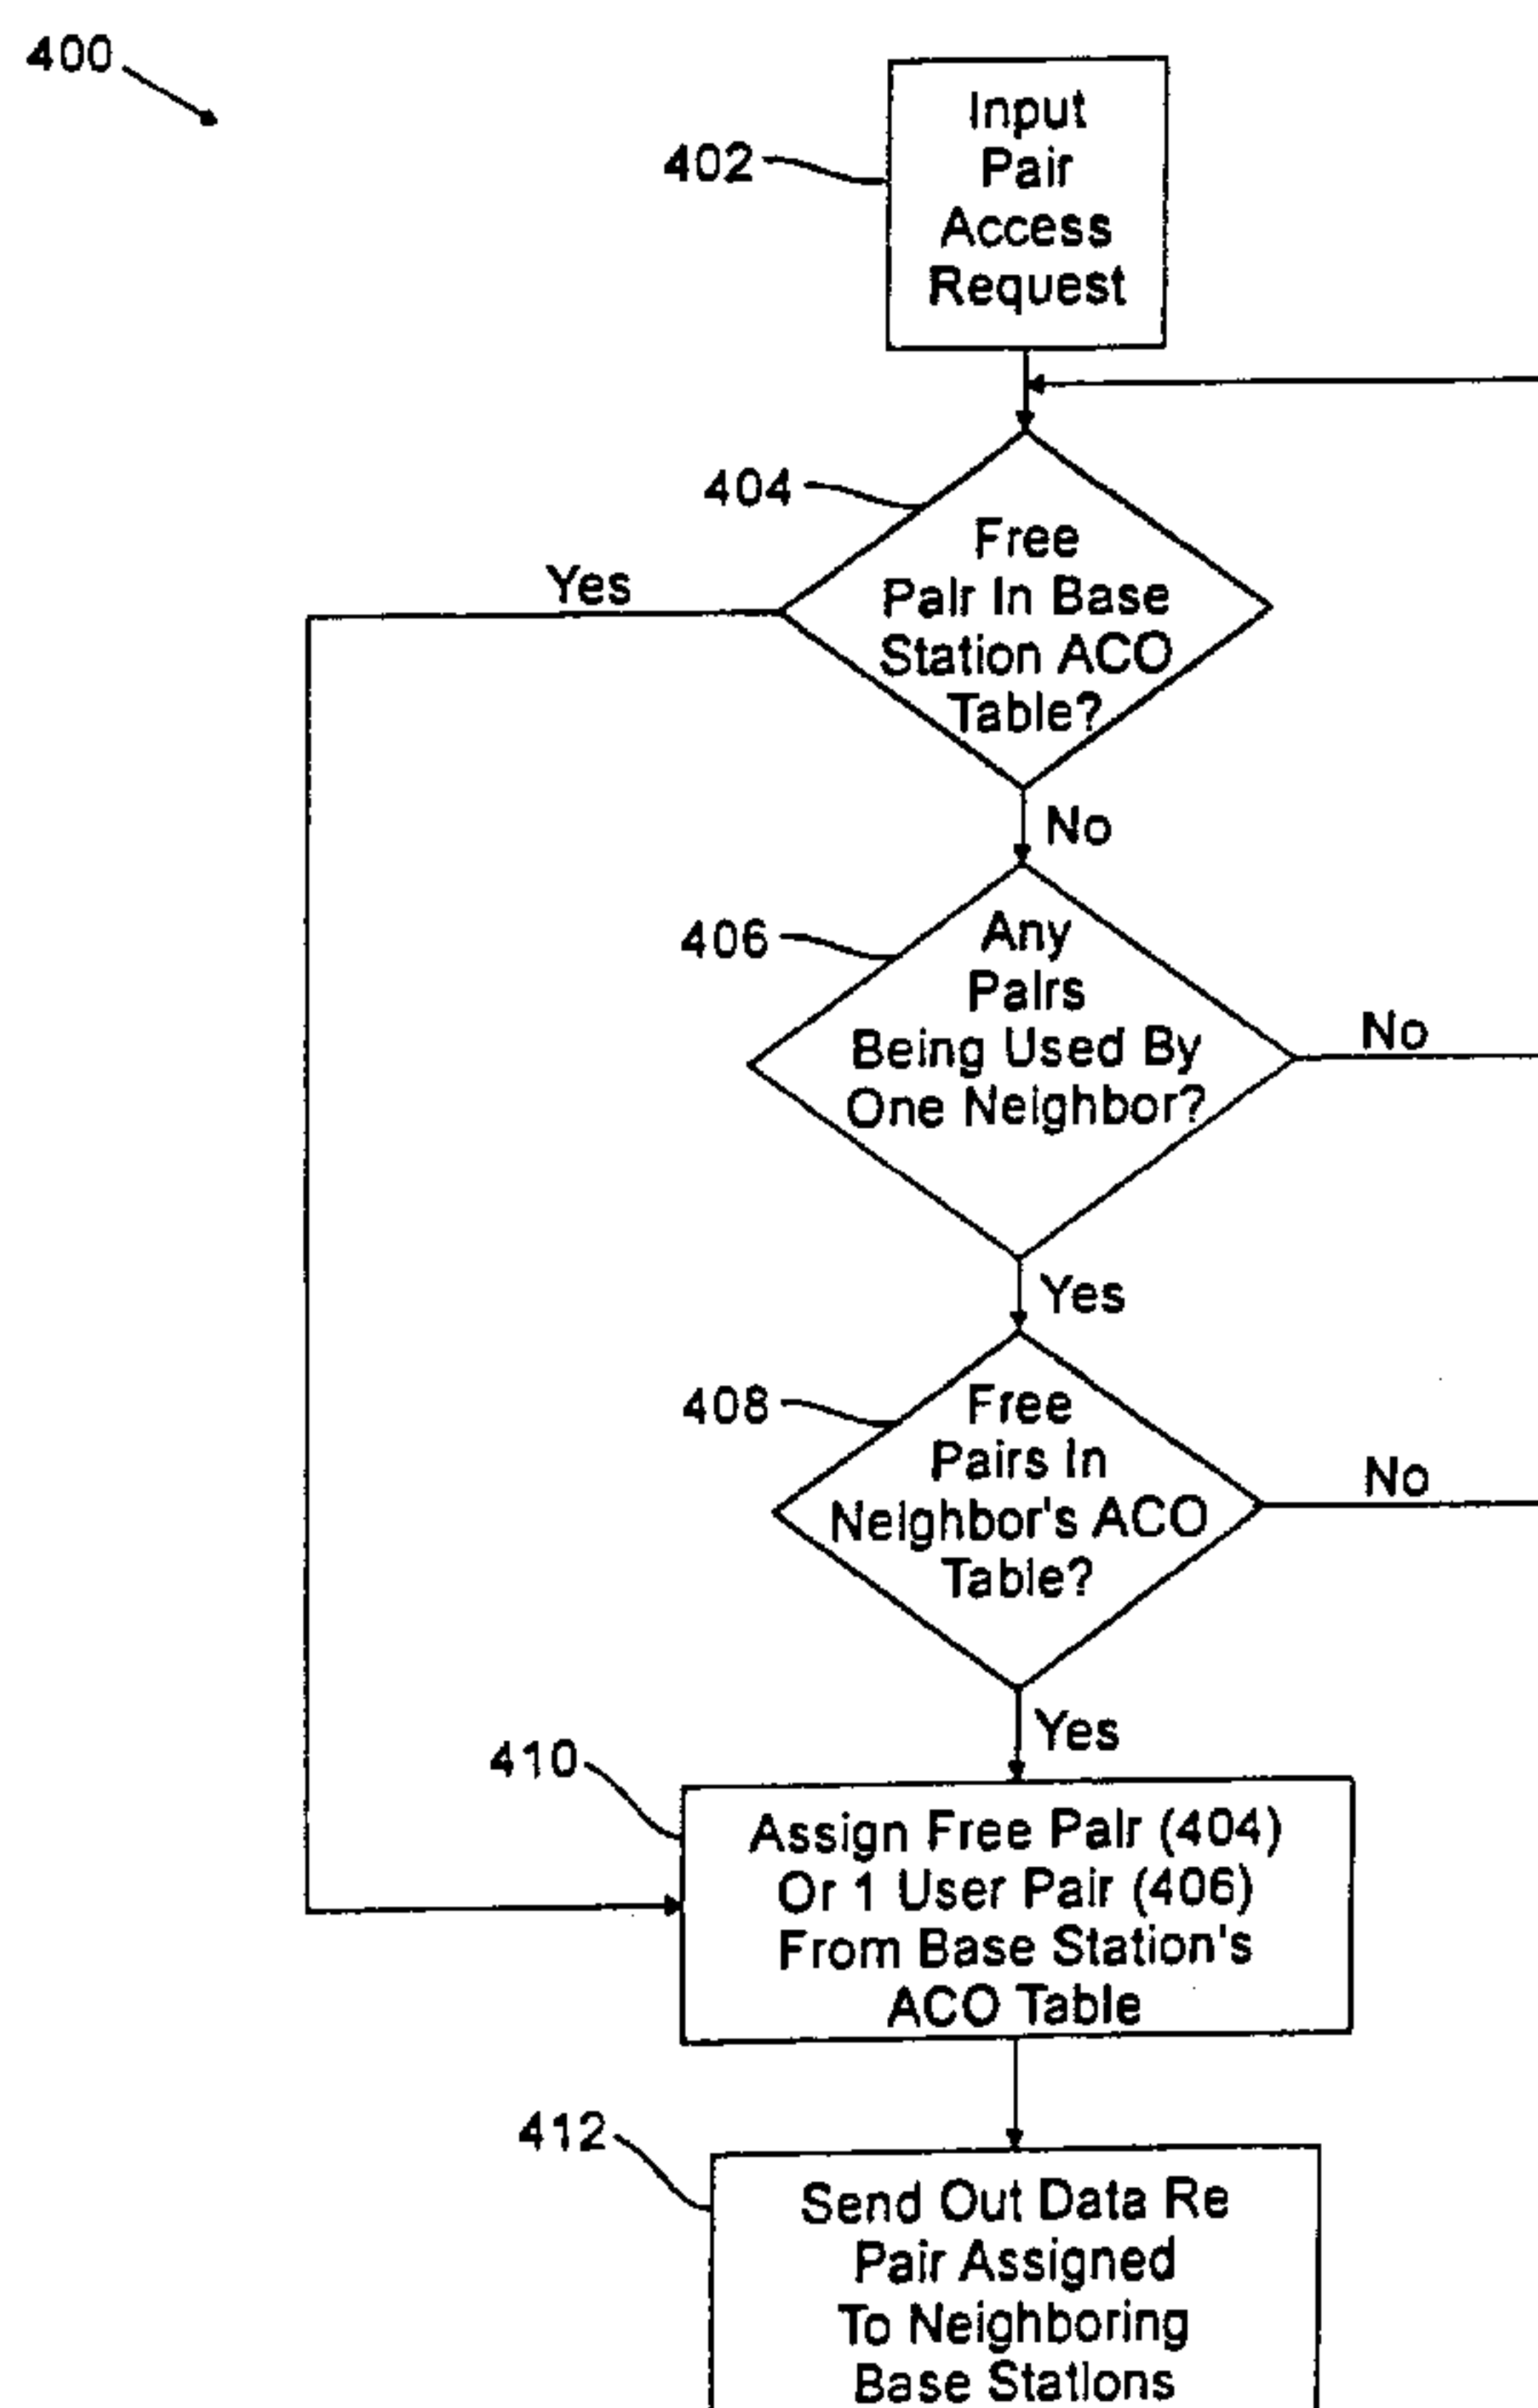 400
402
Input
Pair
Access
Request
404
Free
Pair In Base
Station ACO
Table?
Yes
No
406
Any
Pairs
Being Used By
One Neighbor?
No
Yes
408
Free
Pairs In
Neighbor's ACO
Table?
No
Yes
410
Assign Free Pair (404)
Or 1 User Pair (406)
From Base Station's
ACO Table
412
Send Out Data Re
Pair Assigned
To Neighboring
Base Stations